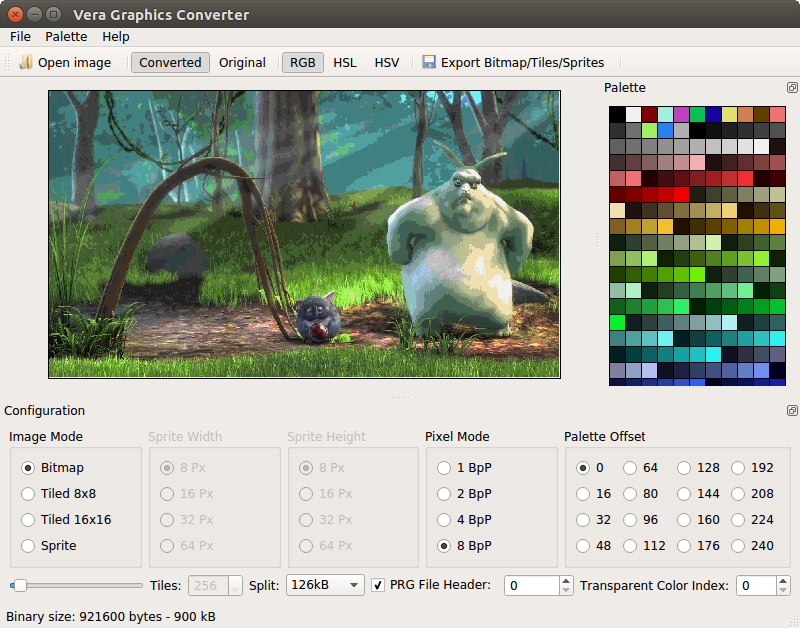 Vera Graphics Converter
File Palette Help
Open image Converted Original RGB HSL HSV Export Bitmap/Tiles/Sprites
Palette
Configuration
Image Mode Sprite Width Sprite Height Pixel Mode Palette Offset
Bitmap 8 Px 8 Px 1 BpP 0 64 128 192
Tiled 8x8 16 Px 16 Px 2 BpP 16 80 144 208
Tiled 16x16 32 Px 32 Px 4 BpP 32 96 160 224
Sprite 64 Px 64 Px 8 BpP 48 112 176 240
Tiles: 256 Split: 126kB PRG File Header: 0 Transparent Color Index: 0
Binary size: 921600 bytes - 900 kB